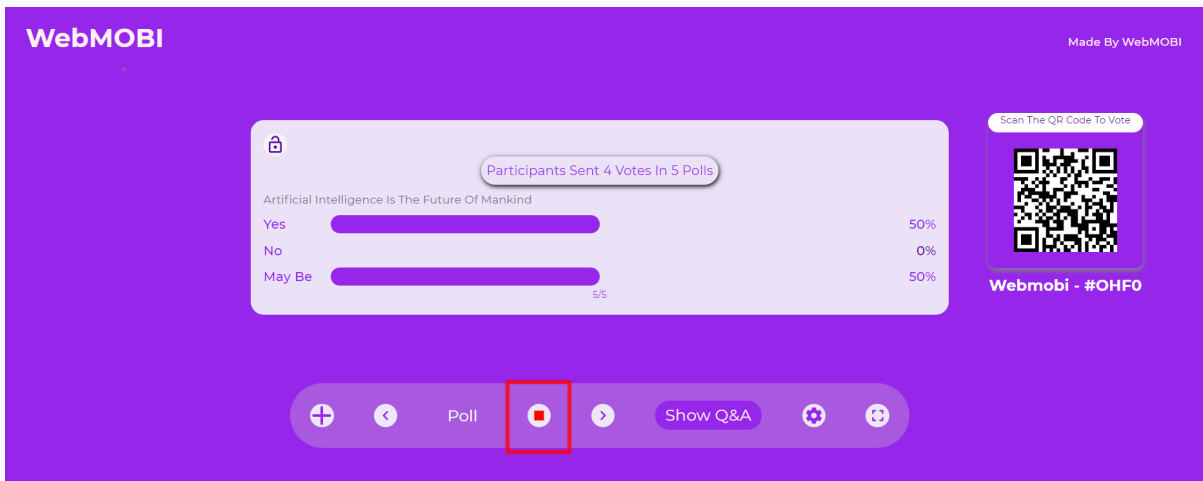 WebMOBI
Made By WebMOBI
Scan The QR Code To Vote
Participants Sent 4 Votes In 5 Polls
Artificial Intelligence Is The Future Of Mankind
Yes 50%
No 0%
May Be 50%
5/5
Webmobi - #OHF0
Poll Show Q&A